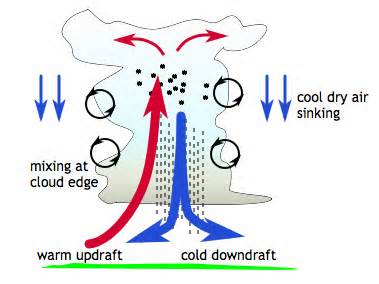 cool dry air
sinking
mixing at
cloud edge
warm updraft
cold downdraft